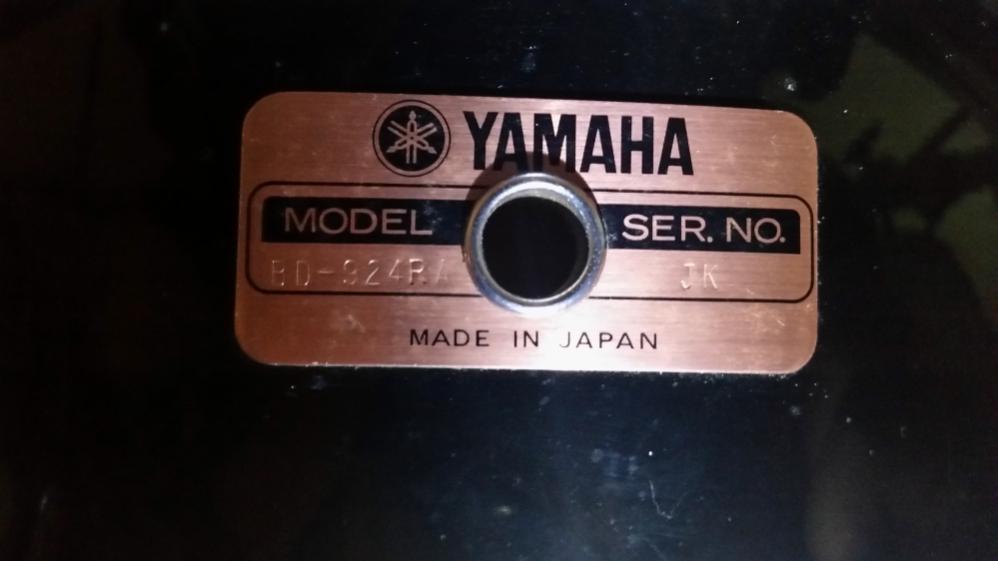 YAMAHA
MODEL SER. NO.
BD-924RA JK
MADE IN JAPAN